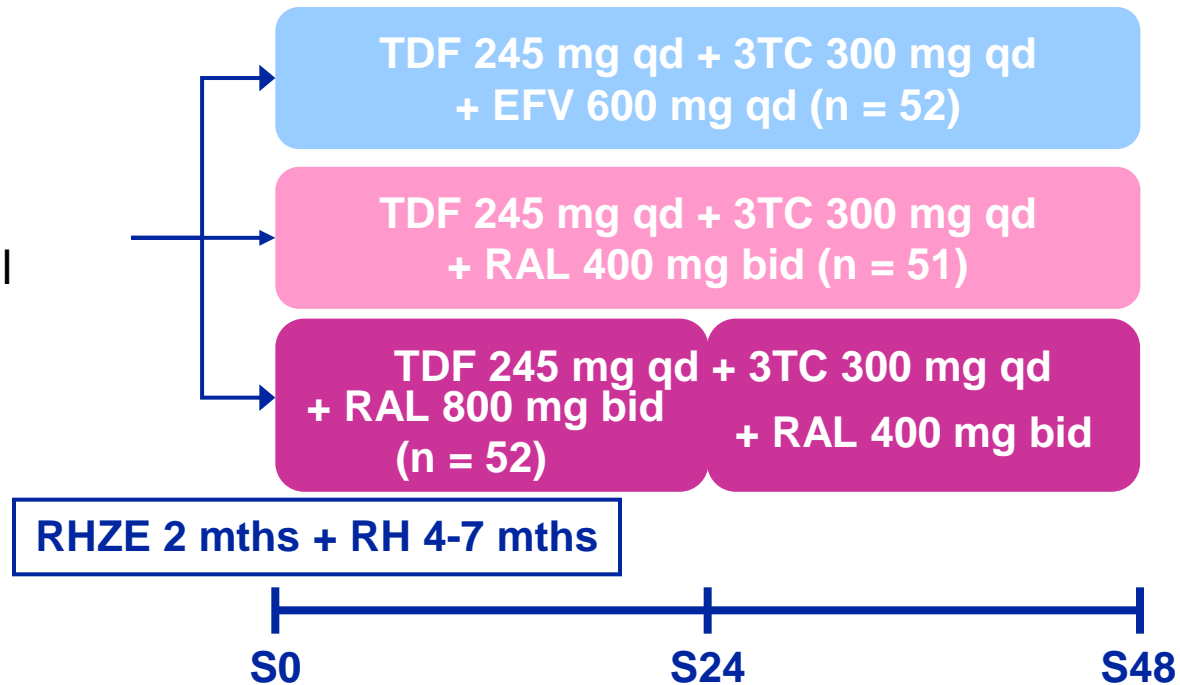 TDF 245 mg qd + 3TC 300 mg qd
+ EFV 600 mg qd (n = 52)
TDF 245 mg qd + 3TC 300 mg qd
+ RAL 400 mg bid (n = 51)
l
TDF 245 mg qd + 3TC 300 mg qd
+ RAL 800 mg bid
(n = 52)
+ RAL 400 mg bid
RHZE 2 mths + RH 4-7 mths
S0
S24
S48